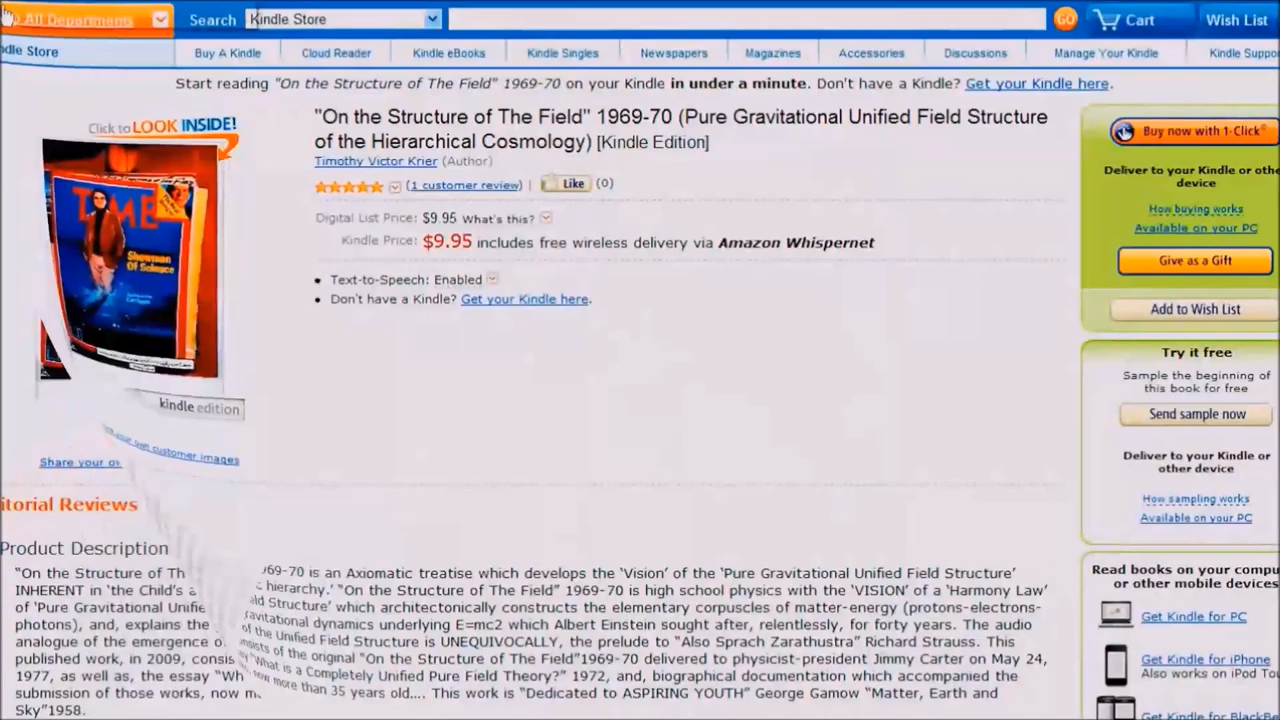 All Departments Search Kindle Store GO Cart Wish List
ndle Store Buy A Kindle Cloud Reader Kindle eBooks Kindle Singles Newspapers Magazines Accessories Discussions Manage Your Kindle Kindle Suppo
Start reading "On the Structure of The Field" 1969-70 on your Kindle in under a minute. Don't have a Kindle? Get your Kindle here.
Click to LOOK INSIDE!
TIME
Showman
Of Science
kindle edition
your own customer images
Share your o
"On the Structure of The Field" 1969-70 (Pure Gravitational Unified Field Structure
of the Hierarchical Cosmology) [Kindle Edition]
Timothy Victor Krier (Author)
(1 customer review) | Like (0)
Digital List Price: $9.95 What's this?
Kindle Price: $9.95 includes free wireless delivery via Amazon Whispernet
• Text-to-Speech: Enabled
• Don't have a Kindle? Get your Kindle here.
Buy now with 1-Click®
Deliver to your Kindle or othe
device
How buying works
Available on your PC
Give as a Gift
Add to Wish List
Try it free
Sample the beginning of
this book for free
Send sample now
Deliver to your Kindle or
other device
How sampling works
Available on your PC
Read books on your compu
or other mobile devices
Get Kindle for PC
Get Kindle for iPhone
Also works on iPod Tou
Get Kindle for BlackBe
itorial Reviews
Product Description
"On the Structure of Th 969-70 is an Axiomatic treatise which develops the 'Vision' of the 'Pure Gravitational Unified Field Structure'
INHERENT in 'the Child's hierarchy.' "On the Structure of The Field" 1969-70 is high school physics with the 'VISION' of a 'Harmony Law'
of 'Pure Gravitational Unifie ld Structure' which architectonically constructs the elementary corpuscles of matter-energy (protons-electrons-
photons), and, explains the avitational dynamics underlying E=mc2 which Albert Einstein sought after, relentlessly, for forty years. The audio
analogue of the emergence o of the Unified Field Structure is UNEQUIVOCALLY, the prelude to "Also Sprach Zarathustra" Richard Strauss. This
published work, in 2009, consis nsists of the original "On the Structure of The Field"1969-70 delivered to physicist-president Jimmy Carter on May 24,
1977, as well as, the essay "Wh "What is a Completely Unified Pure Field Theory?" 1972, and, biographical documentation which accompanied the
submission of those works, now m now more than 35 years old.... This work is "Dedicated to ASPIRING YOUTH" George Gamow "Matter, Earth and
Sky"1958.